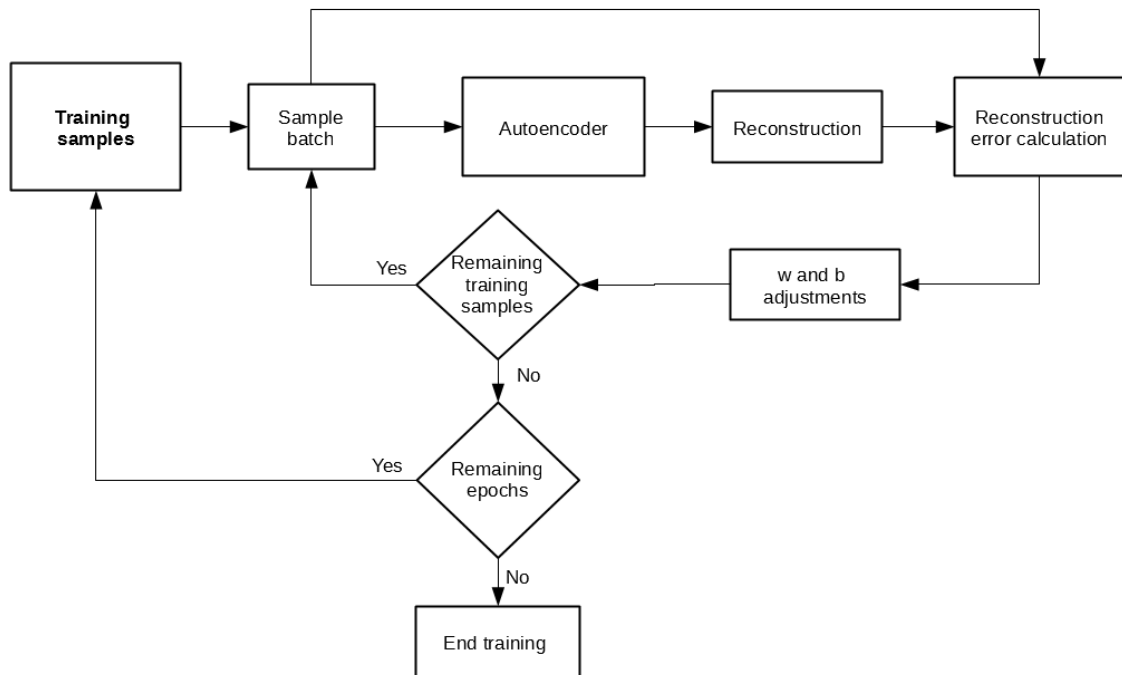 Training
samples
Sample
batch
Autoencoder
Reconstruction
Reconstruction
error calculation
Yes
Remaining
training
samples
w and b
adjustments
No
Yes
Remaining
epochs
No
End training